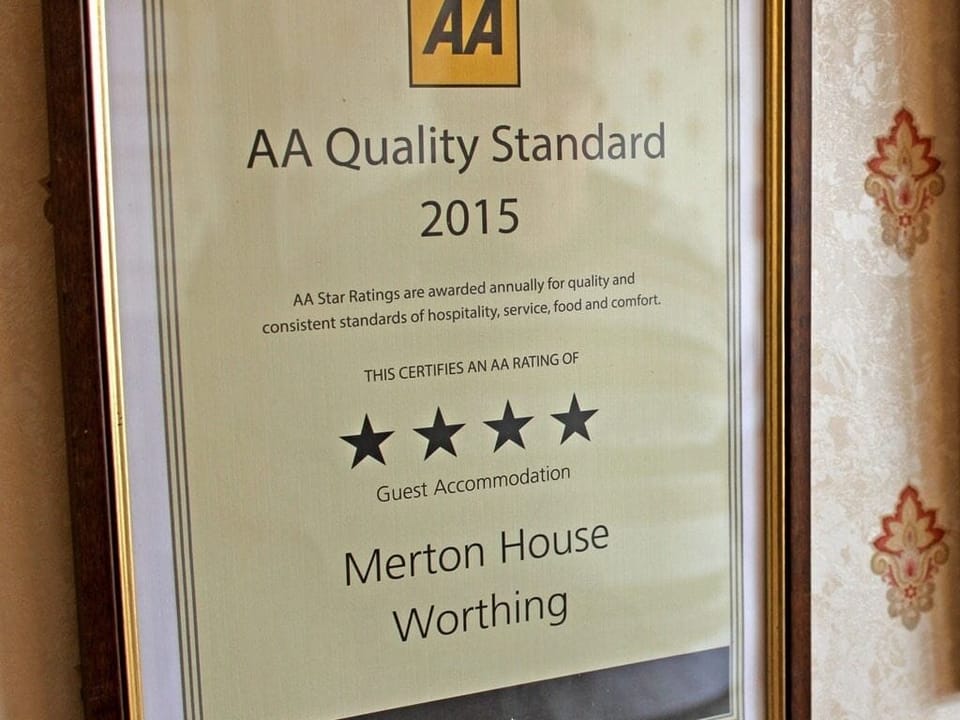 AA
AA Quality Standard
2015
AA Star Ratings are awarded annually for quality and
consistent standards of hospitality, service, food and comfort.
THIS CERTIFIES AN AA RATING OF
Guest Accommodation
Merton House
Worthing